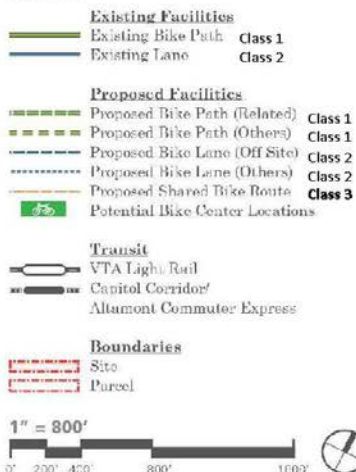 Existing Facilities
Existing Bike Path Class 1
Existing Lane Class 2
Proposed Facilities
Proposed Bike Path (Related) Class 1
Proposed Bike Path (Others) Class 1
Proposed Bike Lane (Off Site) Class 2
Proposed Bike Lane (Others) Class 2
Proposed Shared Bike Route Class 3
Potential Bike Center Locations
Transit
VTA Light Rail
Capitol Corridor/
Altamont Commuter Express
Boundaries
Site
Parcel
1" = 800'
0' 200' 400' 800' 1600'